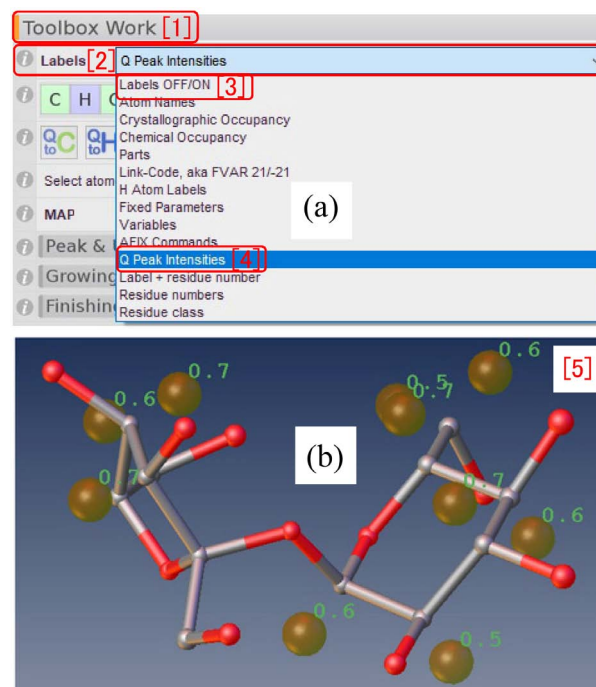 Toolbox Work [1]
Labels [2] Q Peak Intensities
Labels OFF/ON [3]
C H
Atom Names
Crystallographic Occupancy
Q to C Q to H
Chemical Occupancy
Parts
Link-Code, aka FVAR 21/-21
Select atom
H Atom Labels
(a)
Fixed Parameters
MAP
Variables
AFIX Commands
Peak &
Q Peak Intensities [4]
Growing
Label + residue number
Residue numbers
Finishin
Residue class
0.7
0.6
[5]
0.6
0.5
0.7
(b)
0.7
0.7
0.6
0.6
0.5